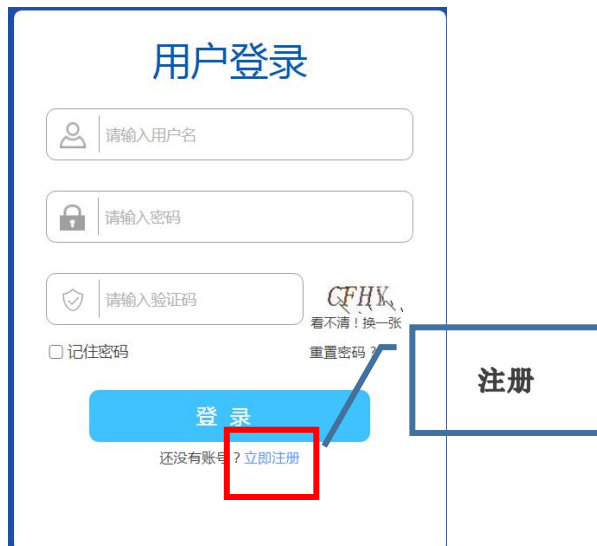 用户登录
请输入用户名
请输入密码
请输入验证码
CFHX
看不清！换一张
记住密码
重置密码？
注册
登 录
还没有账号？立即注册